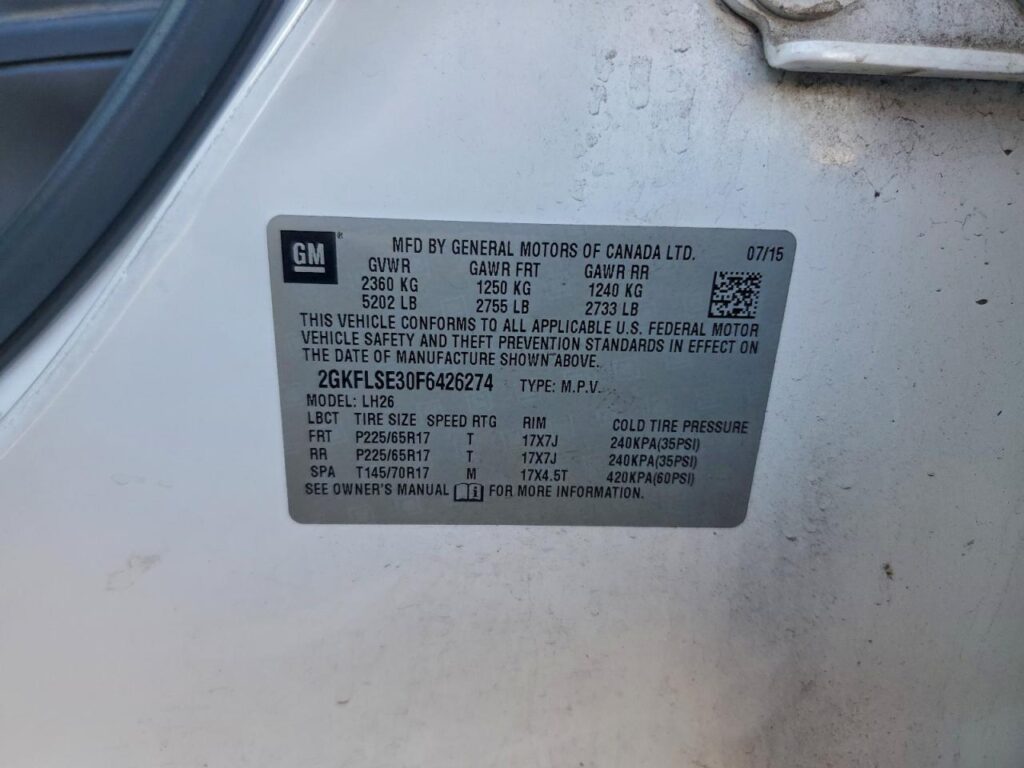 GM ® MFD BY GENERAL MOTORS OF CANADA LTD. 07/15
GVWR GAWR FRT GAWR RR
2360 KG 1250 KG 1240 KG
5202 LB 2755 LB 2733 LB
THIS VEHICLE CONFORMS TO ALL APPLICABLE U.S. FEDERAL MOTOR
VEHICLE SAFETY AND THEFT PREVENTION STANDARDS IN EFFECT ON
THE DATE OF MANUFACTURE SHOWN ABOVE.
2GKFLSE30F6426274 TYPE: M.P.V.
MODEL: LH26
LBCT TIRE SIZE SPEED RTG RIM COLD TIRE PRESSURE
FRT P225/65R17 T 17X7J 240KPA(35PSI)
RR P225/65R17 T 17X7J 240KPA(35PSI)
SPA T145/70R17 M 17X4.5T 420KPA(60PSI)
SEE OWNER'S MANUAL i FOR MORE INFORMATION.